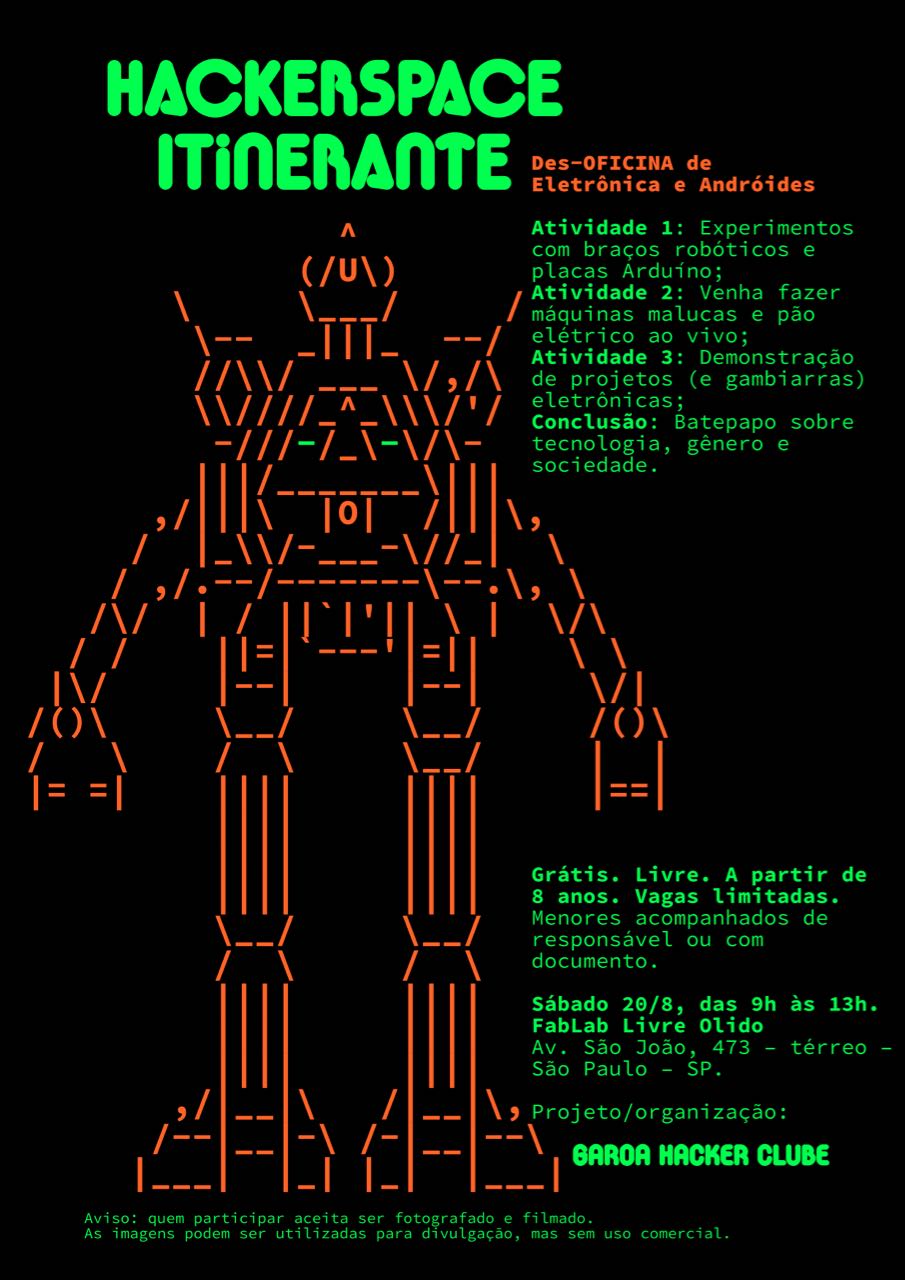 HACKERSPACE
ITiNERANTE
Des-OFICINA de
Eletrônica e Andróides
Atividade 1: Experimentos
com braços robóticos e
placas Arduíno;
Atividade 2: Venha fazer
máquinas malucas e pão
elétrico ao vivo;
Atividade 3: Demonstração
de projetos (e gambiarras)
eletrônicas;
Conclusão: Batepapo sobre
tecnologia, gênero e
sociedade.
Grátis. Livre. A partir de
8 anos. Vagas limitadas.
Menores acompanhados de
responsável ou com
documento.
Sábado 20/8, das 9h às 13h.
FabLab Livre Olido
Av. São João, 473 – térreo –
São Paulo – SP.
Projeto/organização:
GAROA HACKER CLUBE
Aviso: quem participar aceita ser fotografado e filmado.
As imagens podem ser utilizadas para divulgação, mas sem uso comercial.